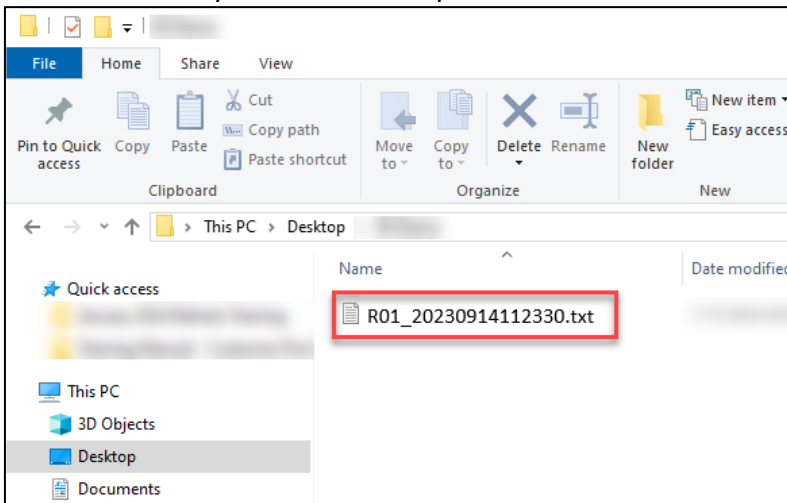 File Home Share View
Pin to Quick access
Copy
Paste
Cut
Copy path
Paste shortcut
Clipboard
Move to
Copy to
Delete
Rename
Organize
New folder
New item
Easy access
New
This PC > Desktop
Name Date modified
Quick access
R01_20230914112330.txt
This PC
3D Objects
Desktop
Documents